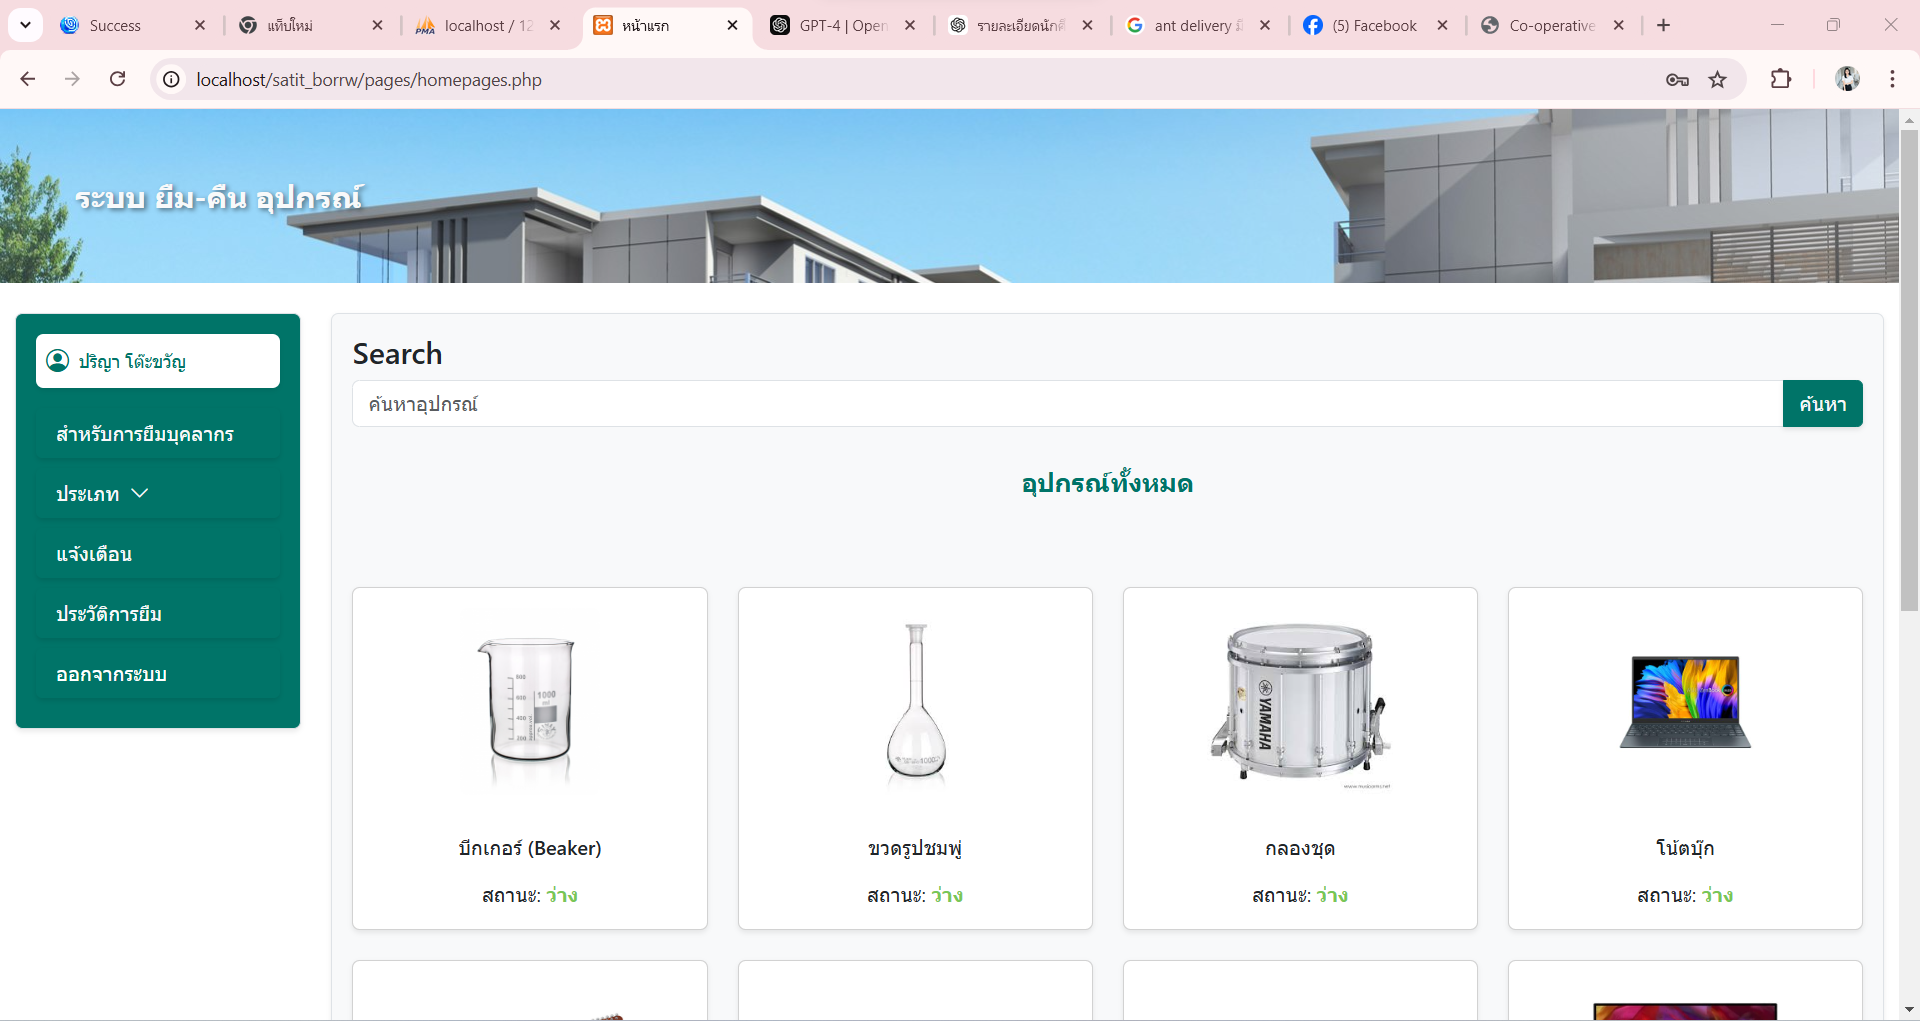 Success
แท็บใหม่
localhost / 12
หน้าแรก
GPT-4 | Open
รายละเอียดนักศึ
ant delivery มี
(5) Facebook
Co-operative
localhost/satit_borrw/pages/homepages.php
ระบบ ยืม-คืน อุปกรณ์
ปริญา โต๊ะขวัญ
สำหรับการยืมบุคลากร
ประเภท
แจ้งเตือน
ประวัติการยืม
ออกจากระบบ
Search
ค้นหาอุปกรณ์
ค้นหา
อุปกรณ์ทั้งหมด
1000
YAMAHA
บีกเกอร์ (Beaker)
ขวดรูปชมพู่
กลองชุด
โน้ตบุ๊ก
สถานะ: ว่าง
สถานะ: ว่าง
สถานะ: ว่าง
สถานะ: ว่าง